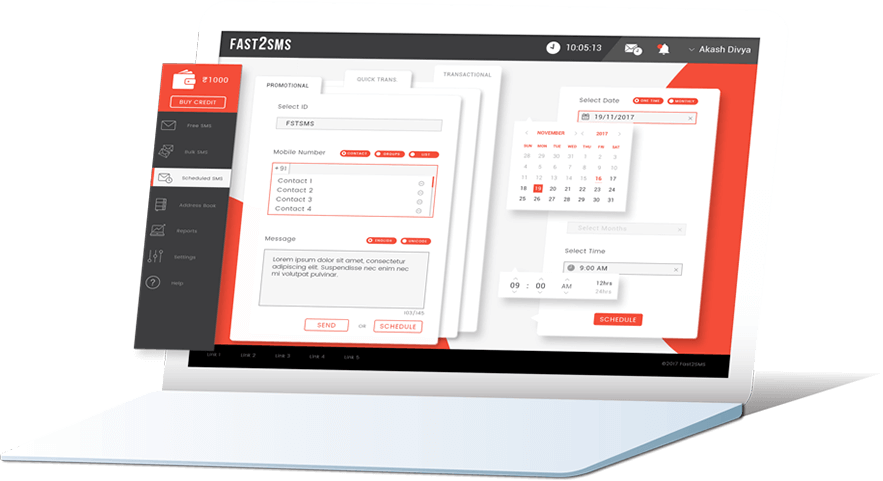 FAST2SMS
10:05:13
Akash Divya
₹1000
BUY CREDIT
Free SMS
Bulk SMS
Scheduled SMS
Address Book
Reports
Settings
Help
PROMOTIONAL
QUICK TRANS
TRANSACTIONAL
Select ID
FSTSMS
Mobile Number
CONTACT
GROUPS
LIST
+91
Contact 1
Contact 2
Contact 3
Contact 4
Message
ENGLISH
UNICODE
Lorem ipsum dolor sit amet, consectetur
adipiscing elit. Suspendisse nec enim nec
mi volutpat pulvinar.
103/145
SEND
OR
SCHEDULE
Select Date
ONE TIME
MONTHLY
19/11/2017
NOVEMBER
2017
SUN MON TUE WED THU FRI SAT
28 29 30 31 1 2 3
4 5 6 7 8 9 10
11 12 13 14 15 16 17
18 19 20 21 22 23 24
25 26 27 28 29 30 31
Select Months
Select Time
9:00 AM
09 : 00 AM
12hrs
24hrs
SCHEDULE
Link 1 Link 2 Link 3 Link 4 Link 5
©2017 Fast2SMS